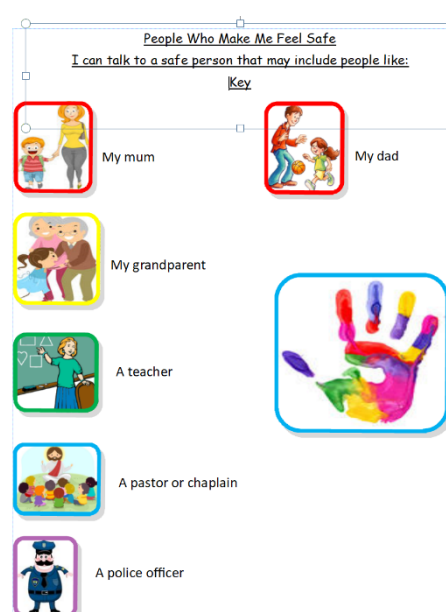 People Who Make Me Feel Safe
I can talk to a safe person that may include people like:
Key
My mum
My dad
My grandparent
A teacher
A pastor or chaplain
A police officer